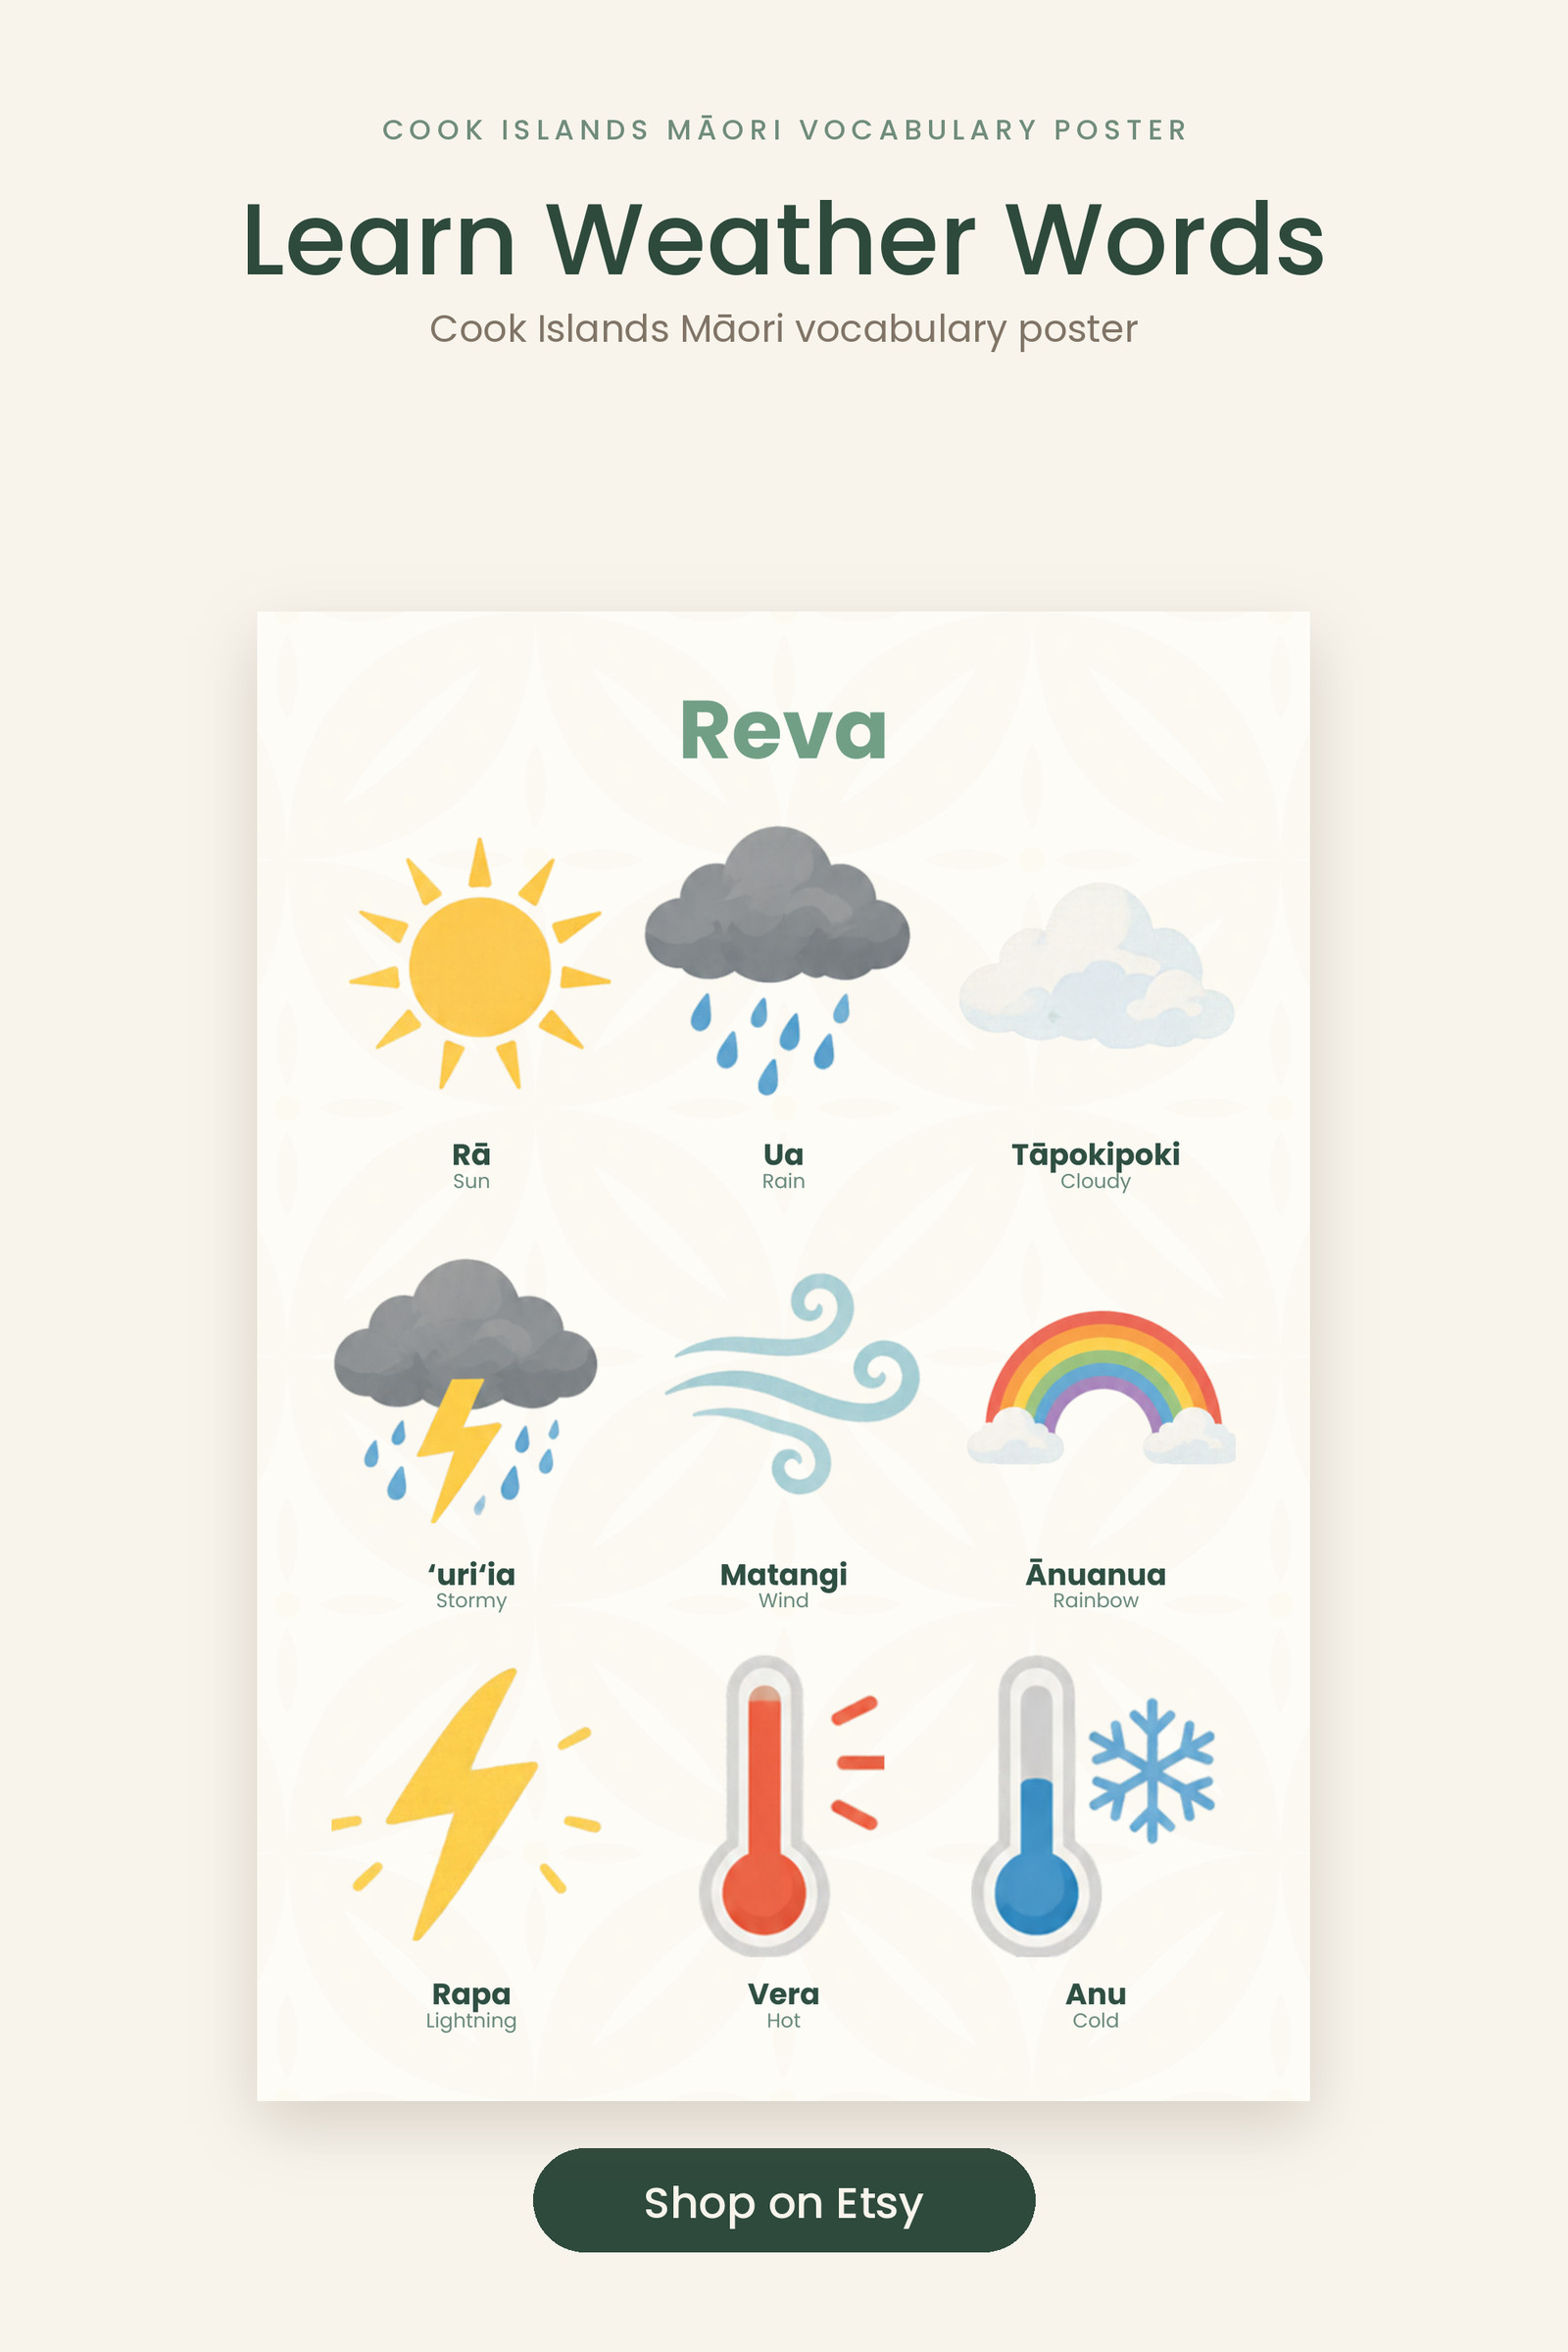 COOK ISLANDS MĀORI VOCABULARY POSTER
Learn Weather Words
Cook Islands Māori vocabulary poster
Reva
Rā
Sun
Ua
Rain
Tāpokipoki
Cloudy
ʻuriʻia
Stormy
Matangi
Wind
Ānuanua
Rainbow
Rapa
Lightning
Vera
Hot
Anu
Cold
Shop on Etsy